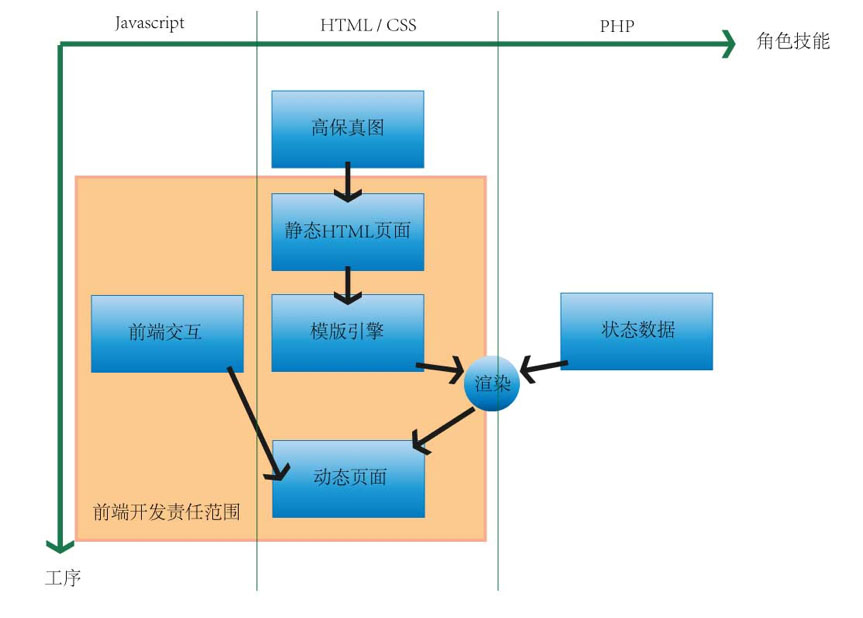 Javascript
HTML / CSS
PHP
角色技能
高保真图
静态HTML页面
前端交互
模版引擎
状态数据
渲染
动态页面
前端开发责任范围
工序